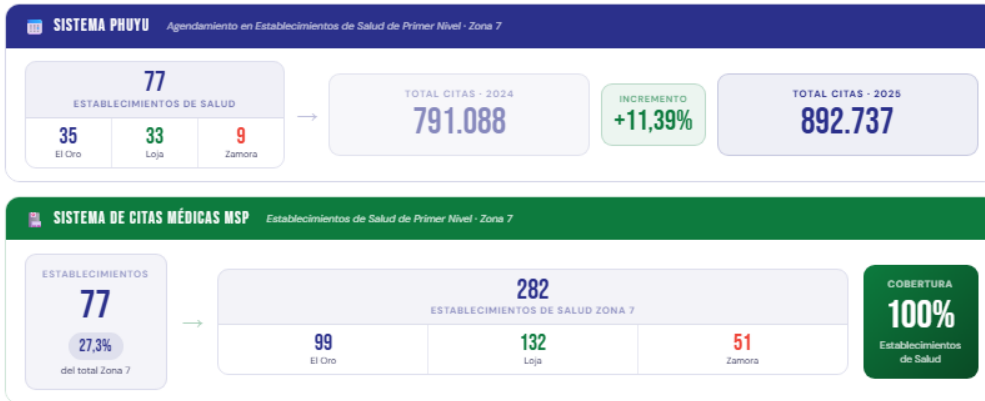 SISTEMA PHUYU Agendamiento en Establecimientos de Salud de Primer Nivel · Zona 7
77
ESTABLECIMIENTOS DE SALUD
35
El Oro
33
Loja
9
Zamora
→
TOTAL CITAS · 2024
791.088
INCREMENTO
+11,39%
TOTAL CITAS · 2025
892.737
SISTEMA DE CITAS MÉDICAS MSP Establecimientos de Salud de Primer Nivel · Zona 7
ESTABLECIMIENTOS
77
27,3%
del total Zona 7
→
282
ESTABLECIMIENTOS DE SALUD ZONA 7
99
El Oro
132
Loja
51
Zamora
COBERTURA
100%
Establecimientos
de Salud